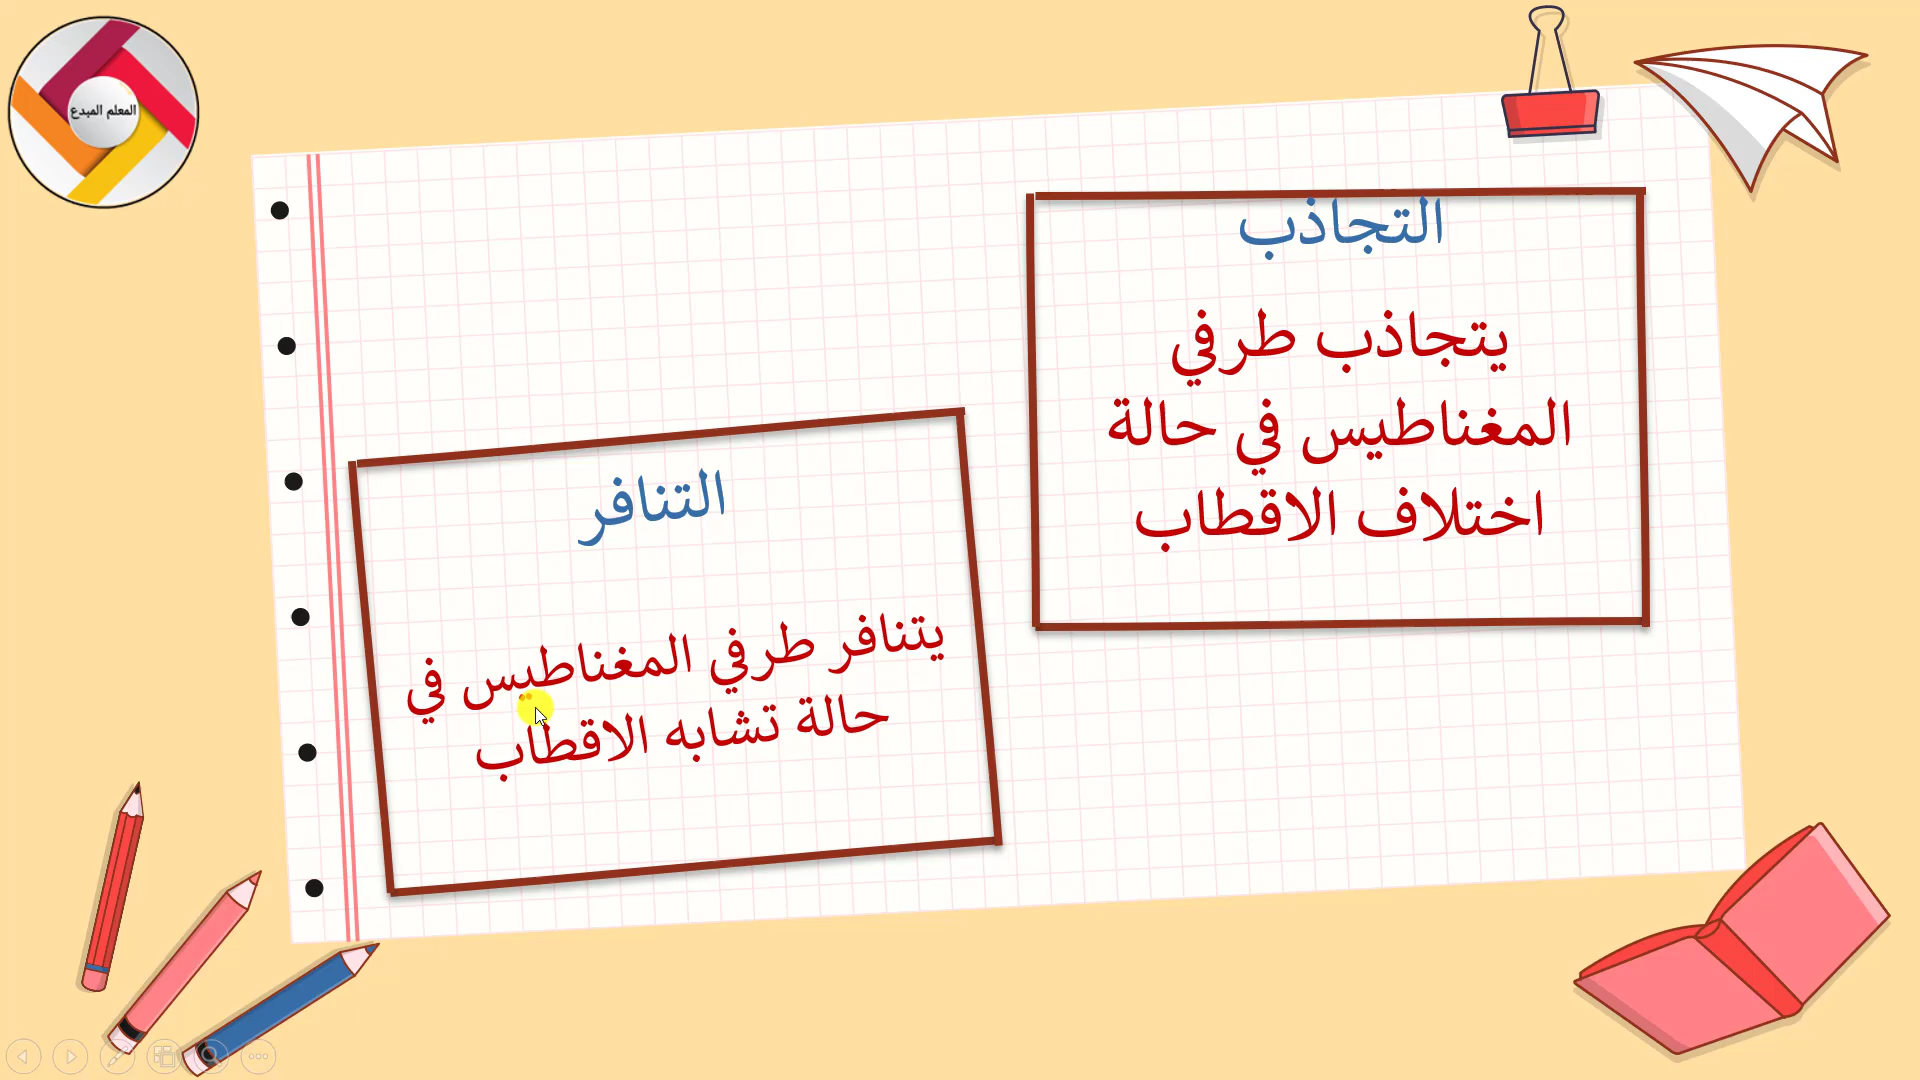 المعلم المبدع
التجاذب
يتجاذب طرفي
المغناطيس في حالة
اختلاف الاقطاب
التنافر
يتنافر طرفي المغناطيس في
حالة تشابه الاقطاب